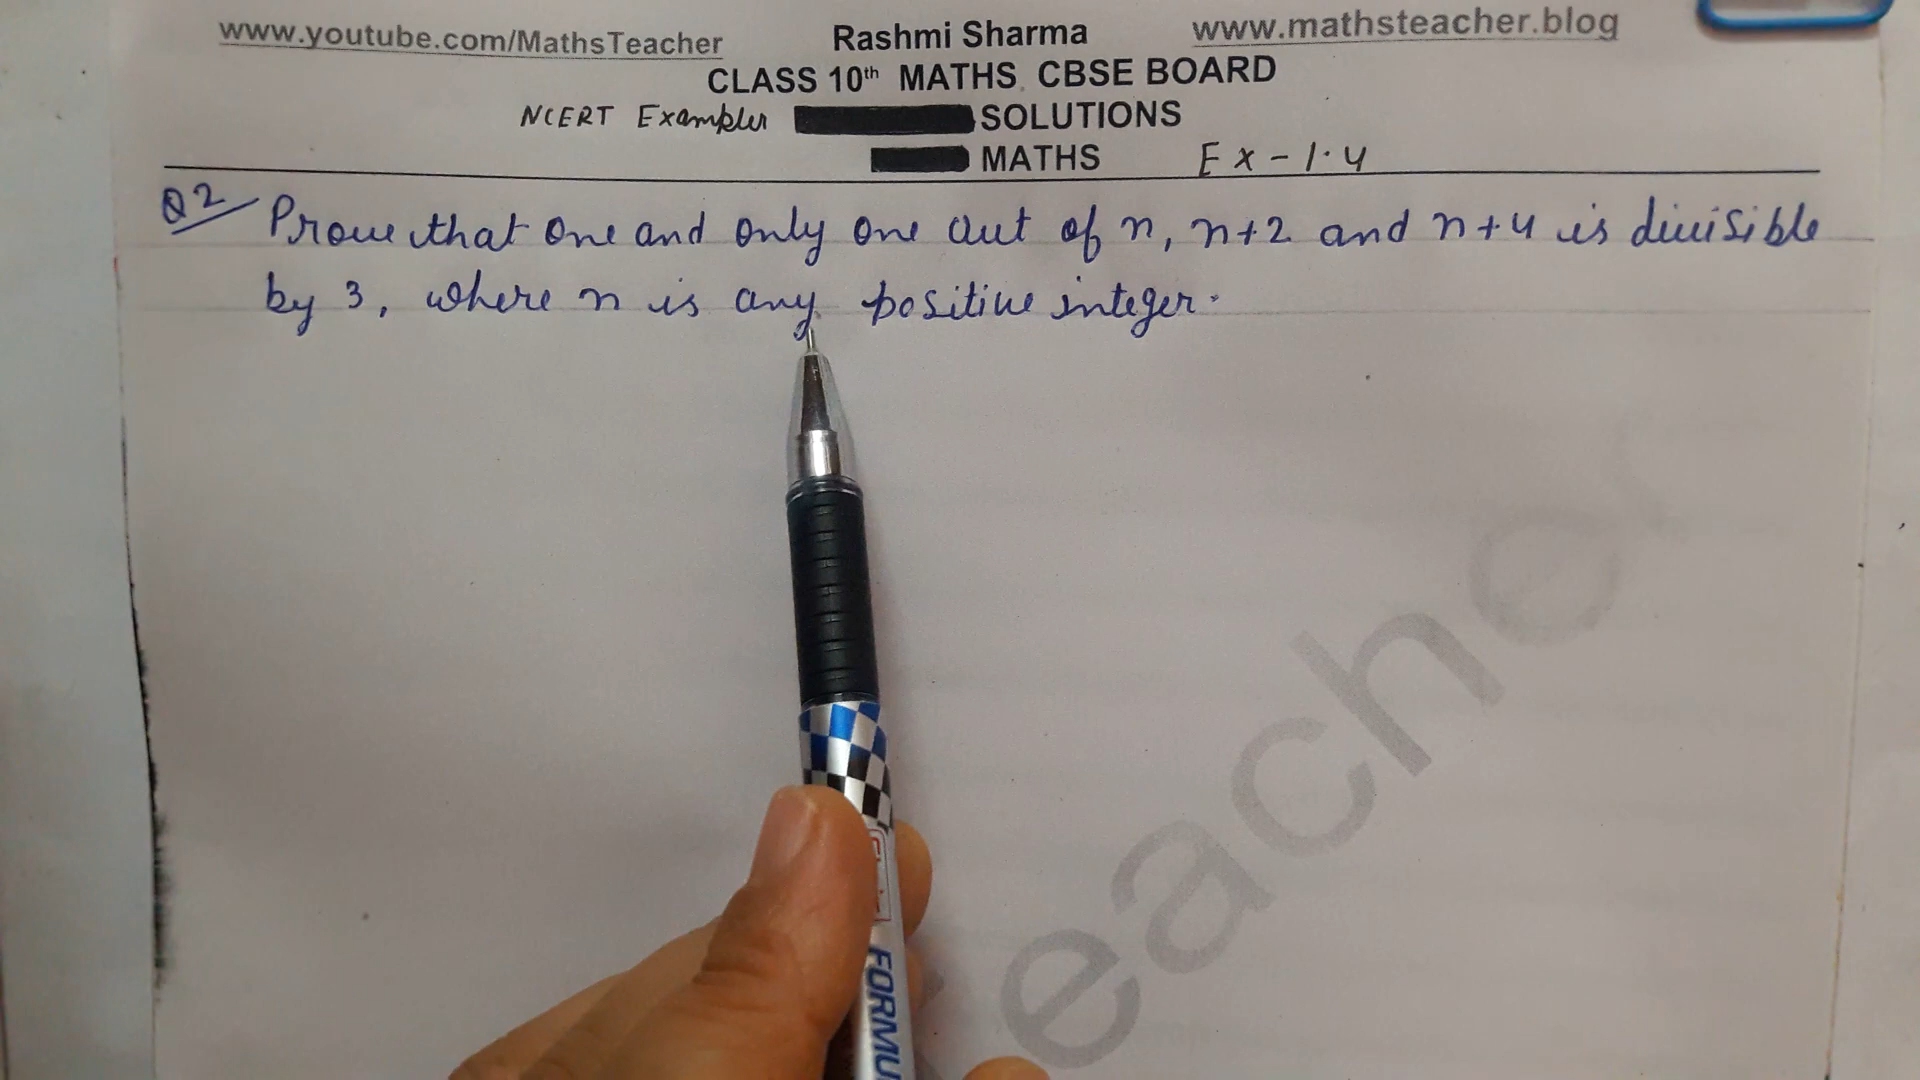 www.youtube.com/MathsTeacher Rashmi Sharma www.mathsteacher.blog
CLASS 10th MATHS CBSE BOARD
NCERT Exampler SOLUTIONS
MATHS Ex-1.4
Q2 Prove that one and only one out of n, n+2 and n+4 is divisible
by 3, where n is any positive integer.
eacher
FORMU